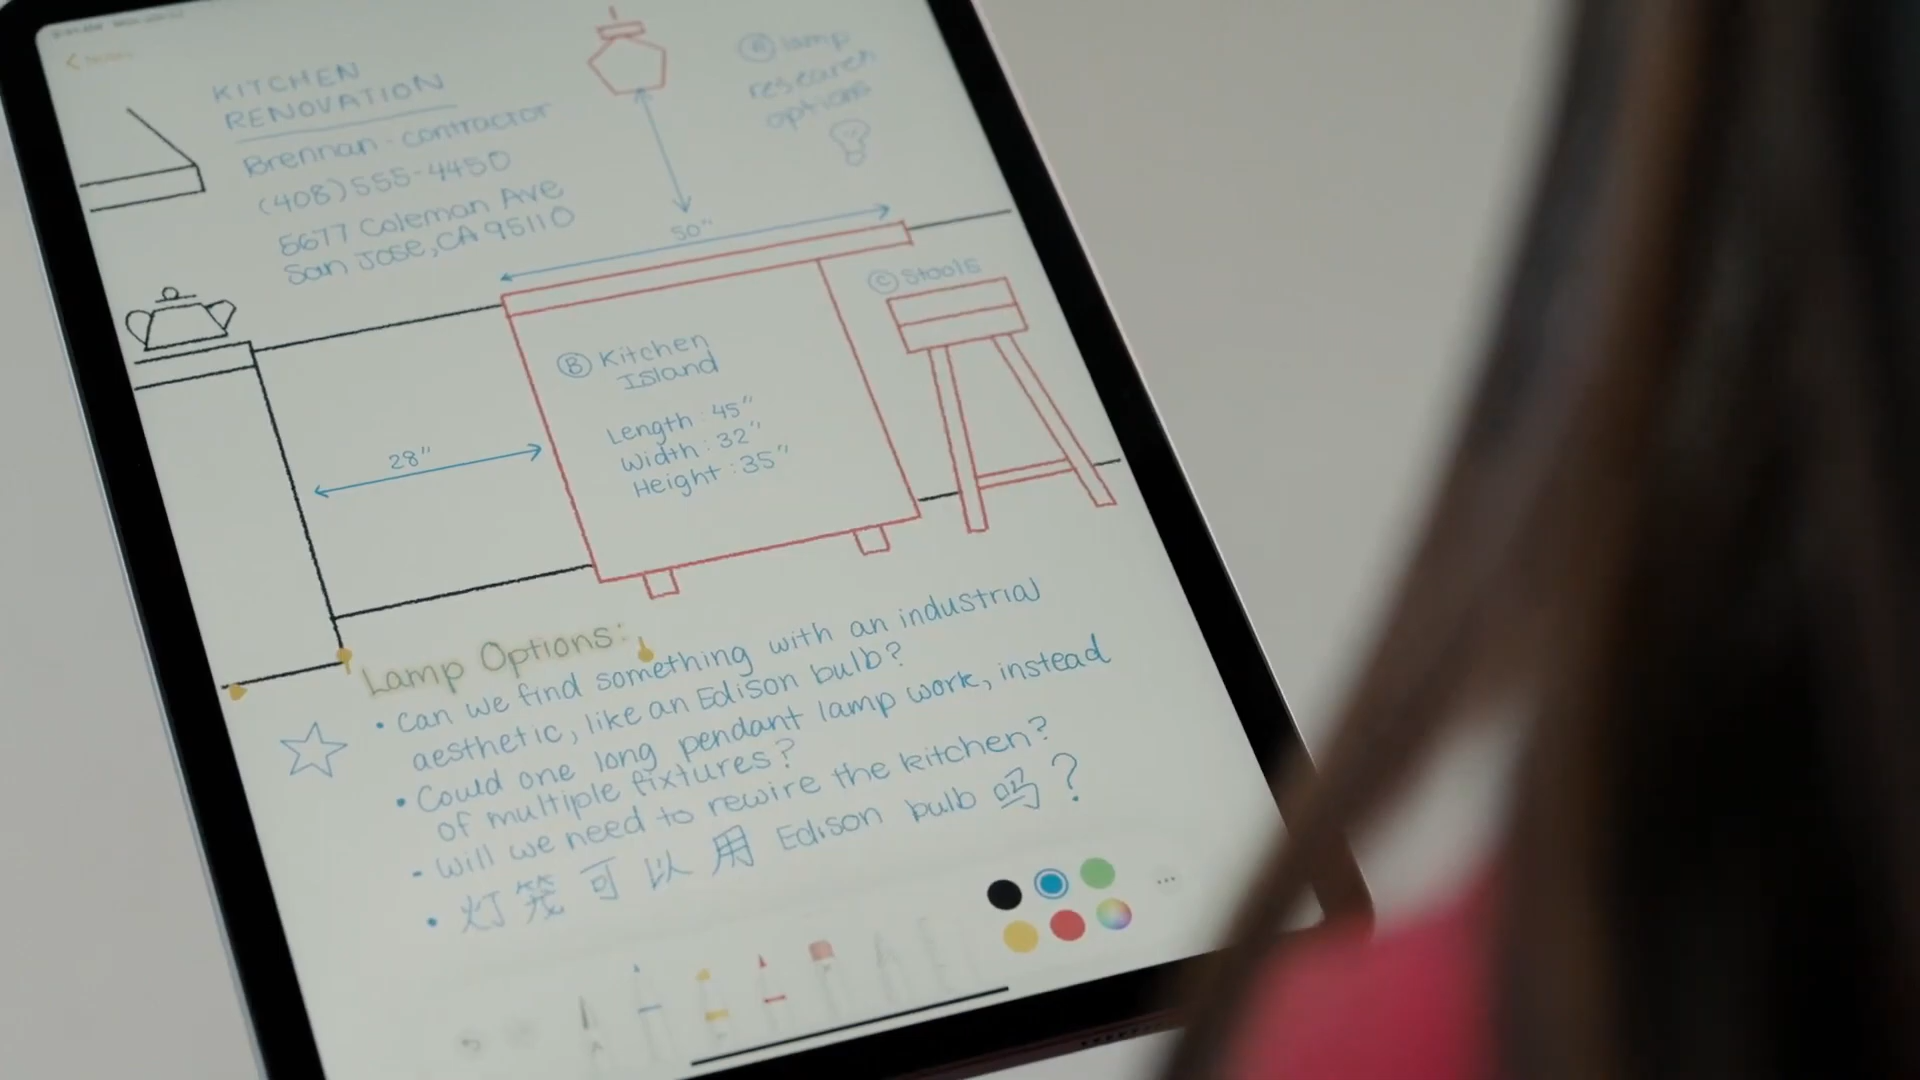 KITCHEN
RENOVATION
Brennan - contractor
(408) 555-4450
5677 Coleman Ave
San Jose, CA 95110
Ⓐ lamp
research
options
50"
Ⓒ Stools
Ⓑ Kitchen
Island
Length : 45"
Width : 32"
Height : 35"
28"
Lamp Options:
• Can we find something with an industrial
aesthetic, like an Edison bulb?
• Could one long pendant lamp work, instead
of multiple fixtures?
- Will we need to rewire the kitchen?
• 灯笼可以用 Edison bulb 吗?